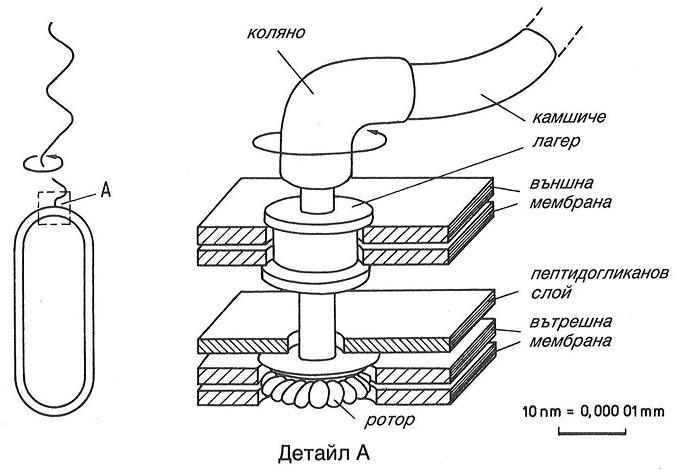 коляно
камшиче
лагер
А
външна
мембрана
пептидогликанов
слой
вътрешна
мембрана
ротор
10 nm = 0,000 01 mm
Детайл А